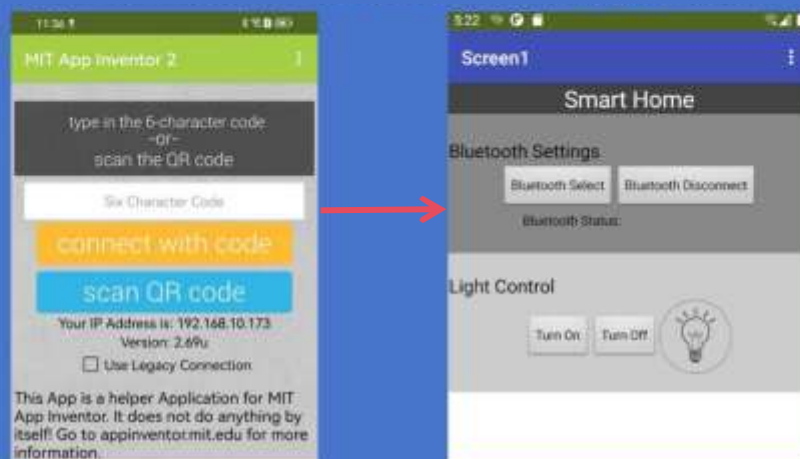 11:36
MIT App Inventor 2
type in the 6-character code
-or-
scan the QR code
Six Character Code
connect with code
scan QR code
Your IP Address is: 192.168.10.173
Version: 2.69u
Use Legacy Connection
This App is a helper Application for MIT
App Inventor. It does not do anything by
itself! Go to appinventor.mit.edu for more
information.
5:22
Screen1
Smart Home
Bluetooth Settings
Bluetooth Select Bluetooth Disconnect
Bluetooth Status:
Light Control
Turn On Turn Off